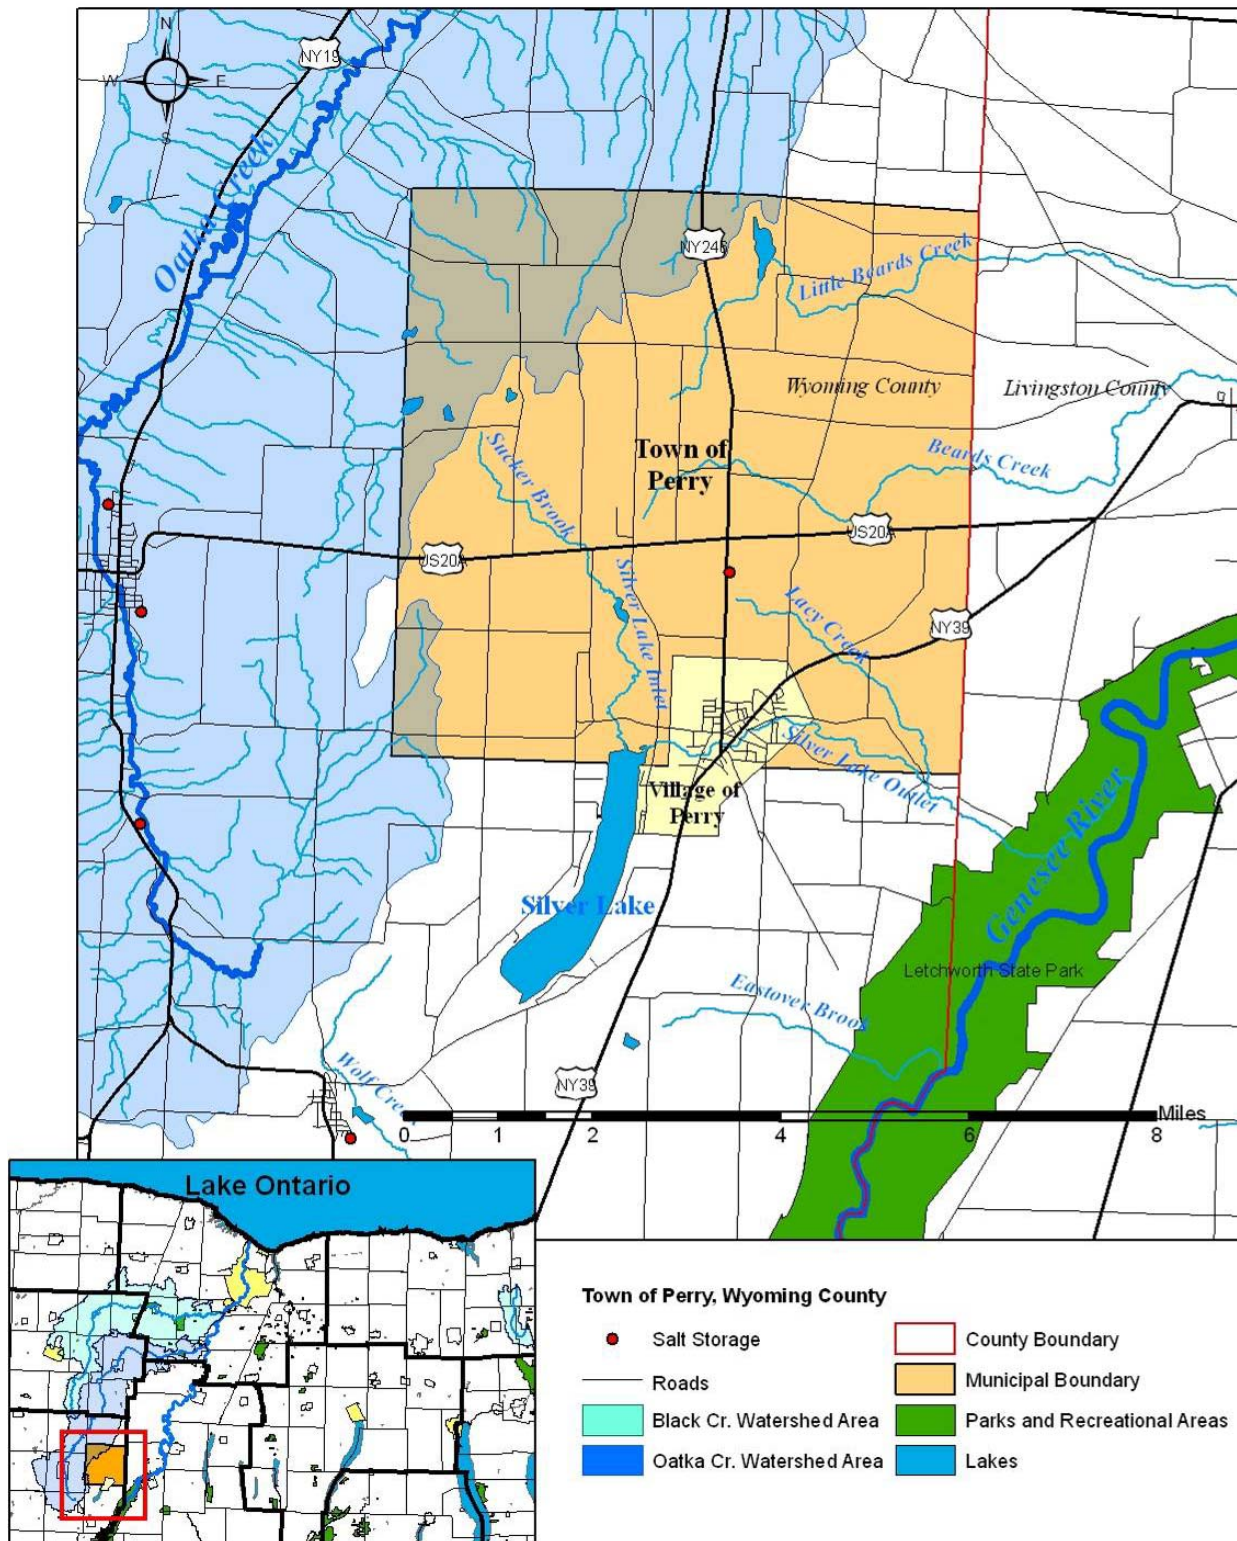 N
W E
S
NY19
Oatka Creek
NY246
Little Beards Creek
Wyoming County
Livingston County
Sucker Brook
Town of
Perry
Beards Creek
US20A
US20A
Silver Lake Inlet
Lacy Creek
NY39
Silver Lake Outlet
Village of
Perry
Genesee River
Silver Lake
Letchworth State Park
Eastover Brook
Wolf Creek
NY39
0 1 2 4 6 8 Miles
Lake Ontario
Town of Perry, Wyoming County
Salt Storage
County Boundary
Roads
Municipal Boundary
Black Cr. Watershed Area
Parks and Recreational Areas
Oatka Cr. Watershed Area
Lakes